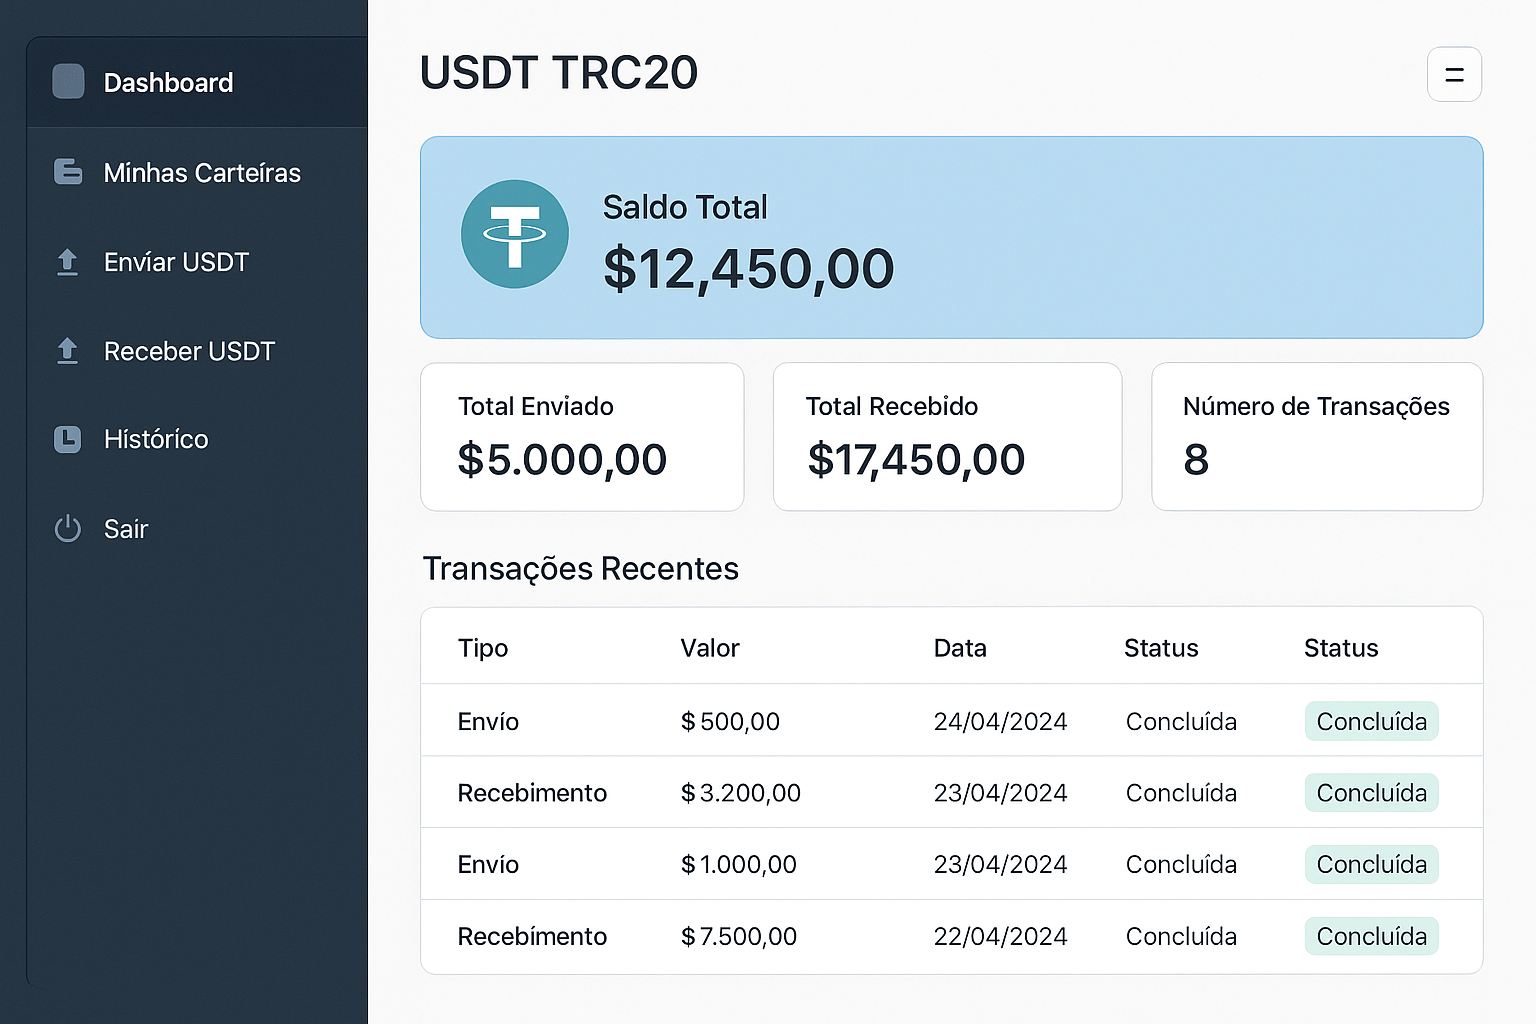 Dashboard
Minhas Carteíras
Envíar USDT
Receber USDT
Hístóríco
Saír
USDT TRC20
Saldo Total
$12,450,00
Total Enviado
$5.000,00
Total Recebido
$17,450,00
Número de Transações
8
Transações Recentes
Tipo Valor Data Status Status
Envío $500,00 24/04/2024 Concluída Concluída
Recebimento $3.200,00 23/04/2024 Concluída Concluída
Envío $1.000,00 23/04/2024 Concluída Concluída
Recebímento $7.500,00 22/04/2024 Concluída Concluída